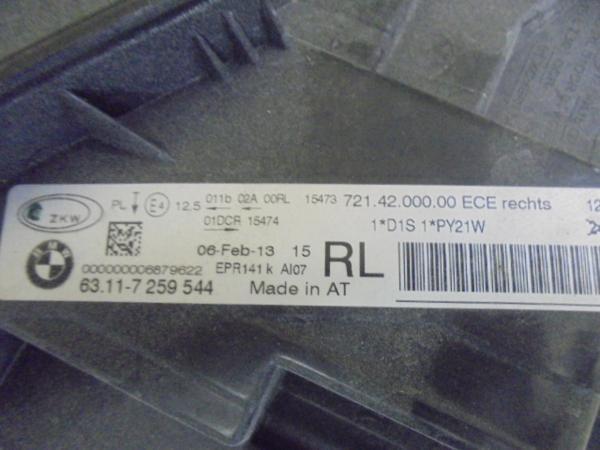 ZKW
PL E4 12.5 011b 02A 00RL 15473 721.42.000.00 ECE rechts
01DCR 15474 1*D1S 1*PY21W
BMW 06-Feb-13 15 RL
000000006879622 EPR141 k AI07
63.11-7 259 544 Made in AT